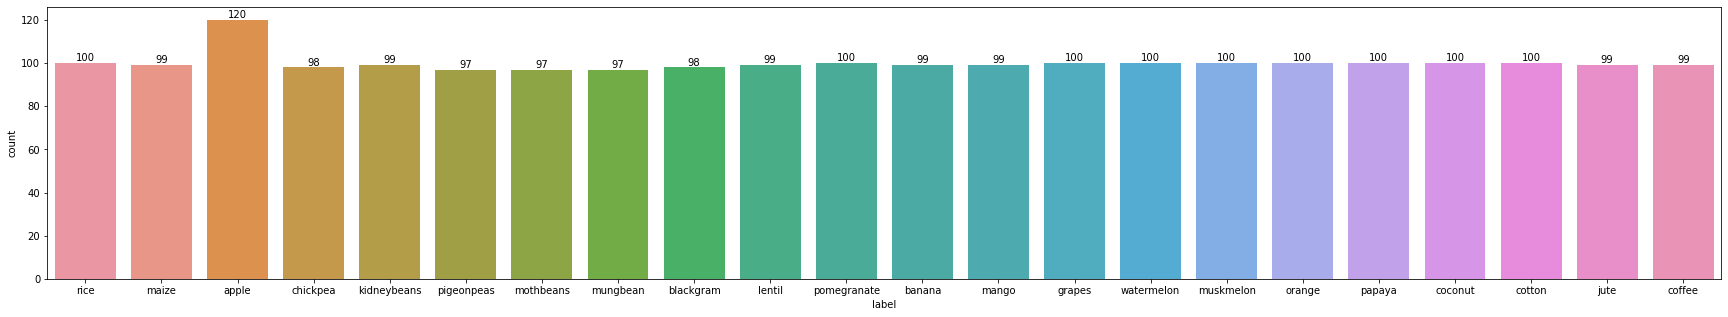 120
100 99 98 99 97 97 97 98 99 100 99 99 100 100 100 100 100 100 100 99 99
120
100
80
60
40
20
0
count
rice maize apple chickpea kidneybeans pigeonpeas mothbeans mungbean blackgram lentil pomegranate banana mango grapes watermelon muskmelon orange papaya coconut cotton jute coffee
label